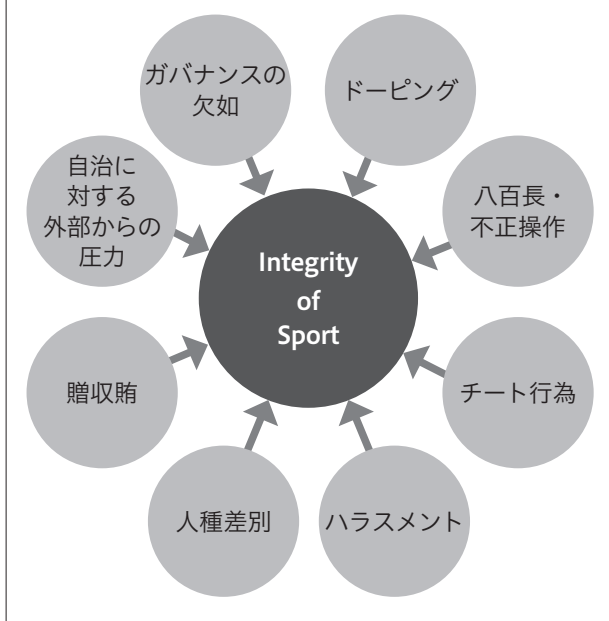 ガバナンスの
欠如
ドーピング
自治に
対する
外部からの
圧力
八百長・
不正操作
Integrity
of
Sport
贈収賄
チート行為
人種差別
ハラスメント